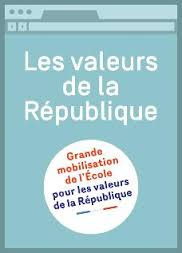 Les valeurs
de la
République
Grande
mobilisation
de l'École
pour les valeurs
de la République